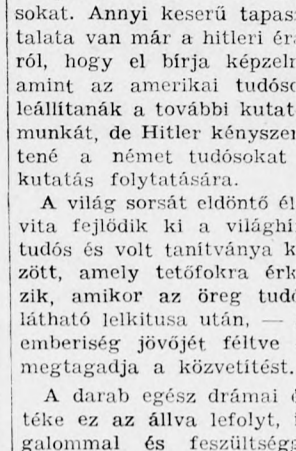 sokat. Annyi keserű tapasz
talata van már a hitleri ér
ról, hogy el bírja képzeln
amint az amerikai tudóso
leállítanák a további kutat
munkát, de Hitler kényszer
tené a német tudósokat
kutatás folytatására.
A világ sorsát eldöntő él
vita fejlődik ki a világhí
tudós és volt tanítványa k
zött, amely tetőfokra érk
zik, amikor az öreg tud
látható lelkitusa után, —
emberiség jövőjét féltve
megtagadja a közvetítést.
A darab egész drámai é
téke ez az állva lefolyt, i
galommal és feszültségg